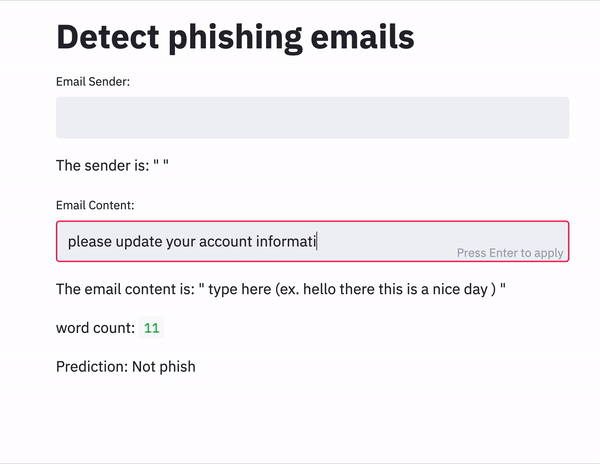 Detect phishing emails
Email Sender:
The sender is: " "
Email Content:
please update your account informati
Press Enter to apply
The email content is: " type here (ex. hello there this is a nice day ) "
word count: 11
Prediction: Not phish